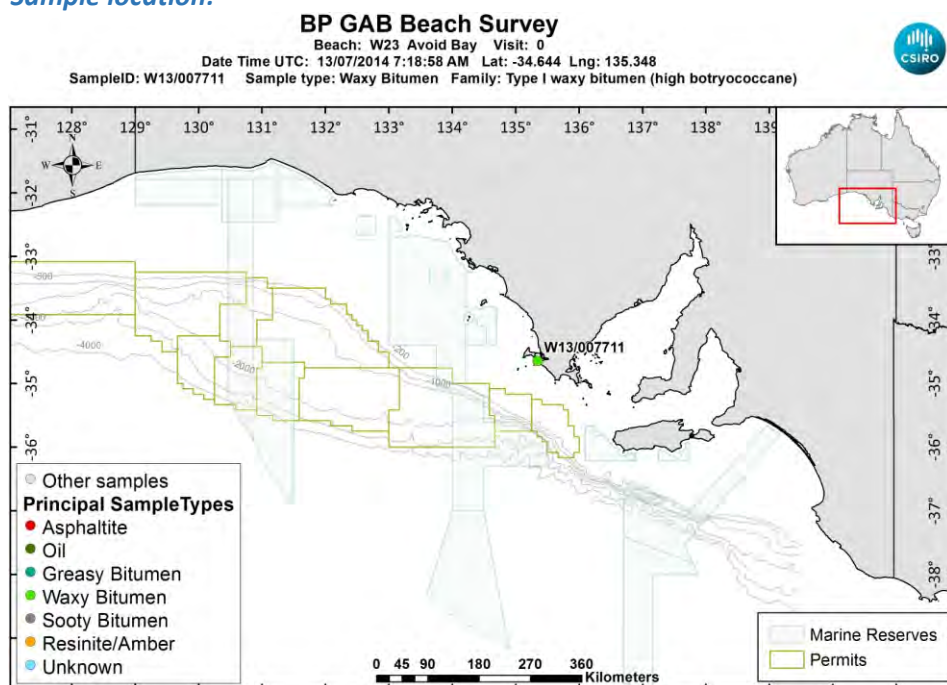 Sample location:
BP GAB Beach Survey
Beach: W23 Avoid Bay Visit: 0
Date Time UTC: 13/07/2014 7:18:58 AM Lat: -34.644 Lng: 135.348
SampleID: W13/007711 Sample type: Waxy Bitumen Family: Type I waxy bitumen (high botryococcane)
CSIRO
128° 129° 130° 131° 132° 133° 134° 135° 136° 137° 138° 139
-31°
-32°
-33°
-34°
-35°
-36°
-37°
-38°
N
W E
S
-4000
-2000
-200
-1000
W13/007711
-33°
-34°
-35°
-36°
-37°
-38°
Other samples
Principal SampleTypes
Asphaltite
Oil
Greasy Bitumen
Waxy Bitumen
Sooty Bitumen
Resinite/Amber
Unknown
0 45 90 180 270 360
Kilometers
Marine Reserves
Permits